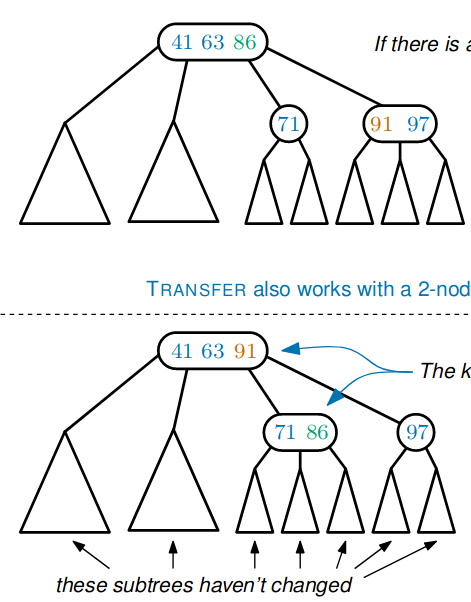 41 63 86
If there is a
71
91 97
TRANSFER also works with a 2-nod
41 63 91
The k
71 86
97
these subtrees haven't changed